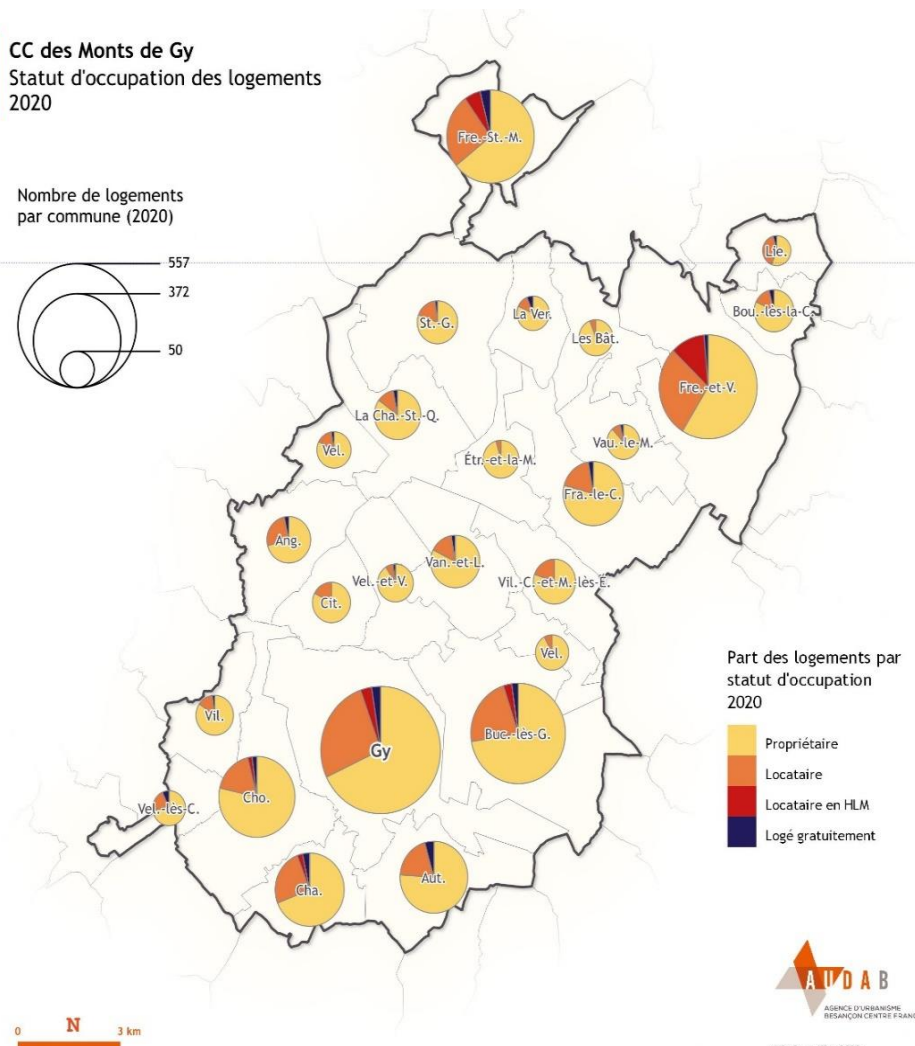 CC des Monts de Gy
Statut d'occupation des logements
2020
Nombre de logements
par commune (2020)
557
372
50
Fre.-St.-M.
Lie.
Bou.-lès-la-C.
St.-G.
La Ver.
Les Bât.
Fre.-et-V.
La Cha.-St.-Q.
Vel.
Étr.-et-la-M.
Vau.-le-M.
Fra.-le-C.
Ang.
Van.-et-L.
Vel.-et-V.
Vil.-C.-et-M.-lès-É.
Cit.
Vel.
Vil.
Gy
Buc.-lès-G.
Cho.
Vel.-lès-C.
Cha.
Aut.
Part des logements par
statut d'occupation
2020
Propriétaire
Locataire
Locataire en HLM
Logé gratuitement
AUDAB
AGENCE D'URBANISME
BESANÇON CENTRE FRANC
0 N 3 km